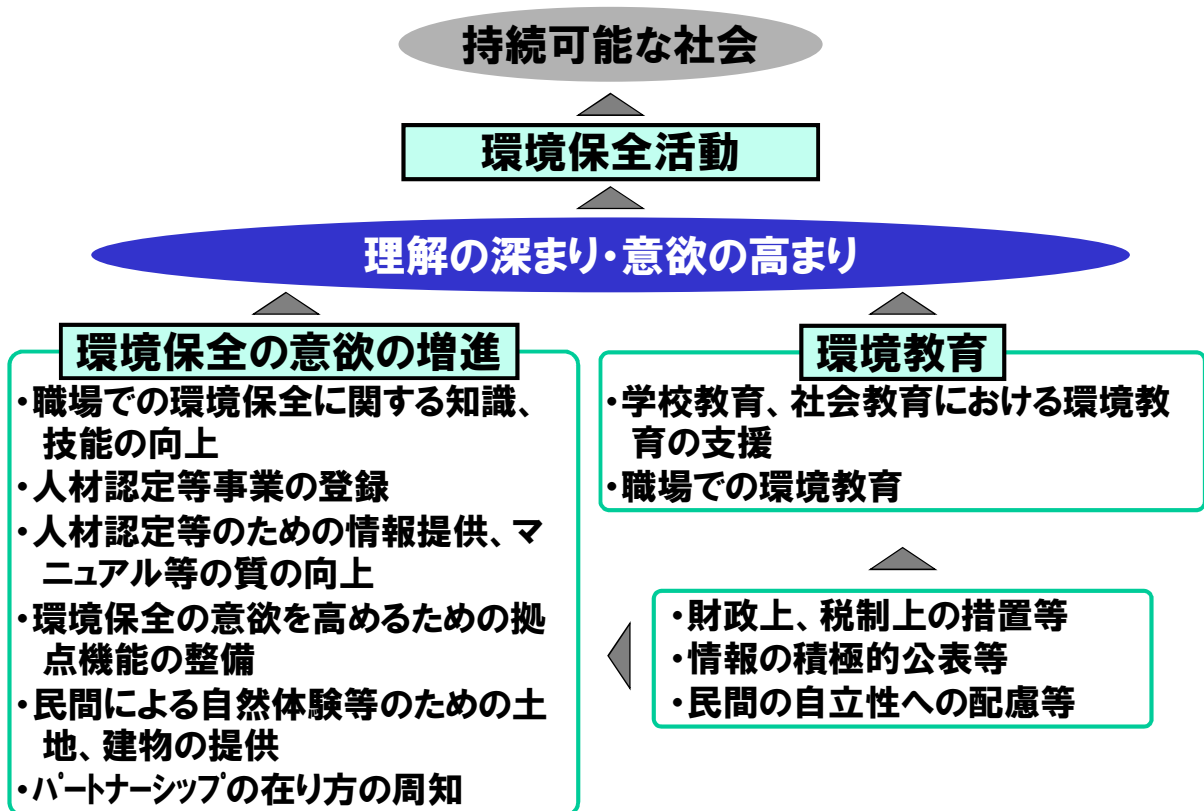 持続可能な社会
環境保全活動
理解の深まり・意欲の高まり
環境保全の意欲の増進
・職場での環境保全に関する知識、
技能の向上
・人材認定等事業の登録
・人材認定等のための情報提供、マ
ニュアル等の質の向上
・環境保全の意欲を高めるための拠
点機能の整備
・民間による自然体験等のための土
地、建物の提供
・パートナーシップの在り方の周知
環境教育
・学校教育、社会教育における環境教
育の支援
・職場での環境教育
・財政上、税制上の措置等
・情報の積極的公表等
・民間の自立性への配慮等